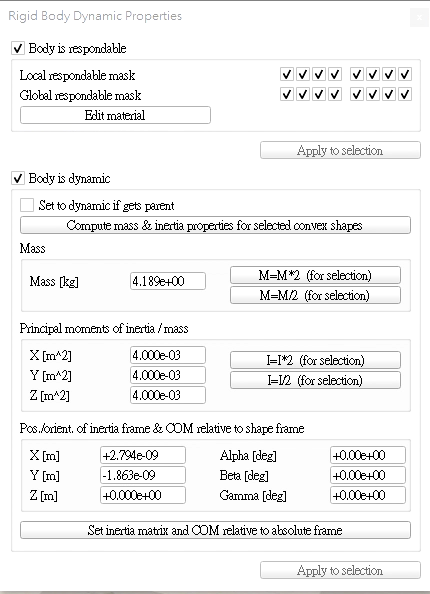 Rigid Body Dynamic Properties
Body is respondable
Local respondable mask
Global respondable mask
Edit material
Apply to selection
Body is dynamic
Set to dynamic if gets parent
Compute mass & inertia properties for selected convex shapes
Mass
Mass [kg] 4.189e+00 M=M*2 (for selection)
M=M/2 (for selection)
Principal moments of inertia / mass
X [m^2] 4.000e-03 I=I*2 (for selection)
Y [m^2] 4.000e-03 I=I/2 (for selection)
Z [m^2] 4.000e-03
Pos./orient. of inertia frame & COM relative to shape frame
X [m] +2.794e-09 Alpha [deg] +0.00e+00
Y [m] -1.863e-09 Beta [deg] +0.00e+00
Z [m] +0.000e+00 Gamma [deg] +0.00e+00
Set inertia matrix and COM relative to absolute frame
Apply to selection